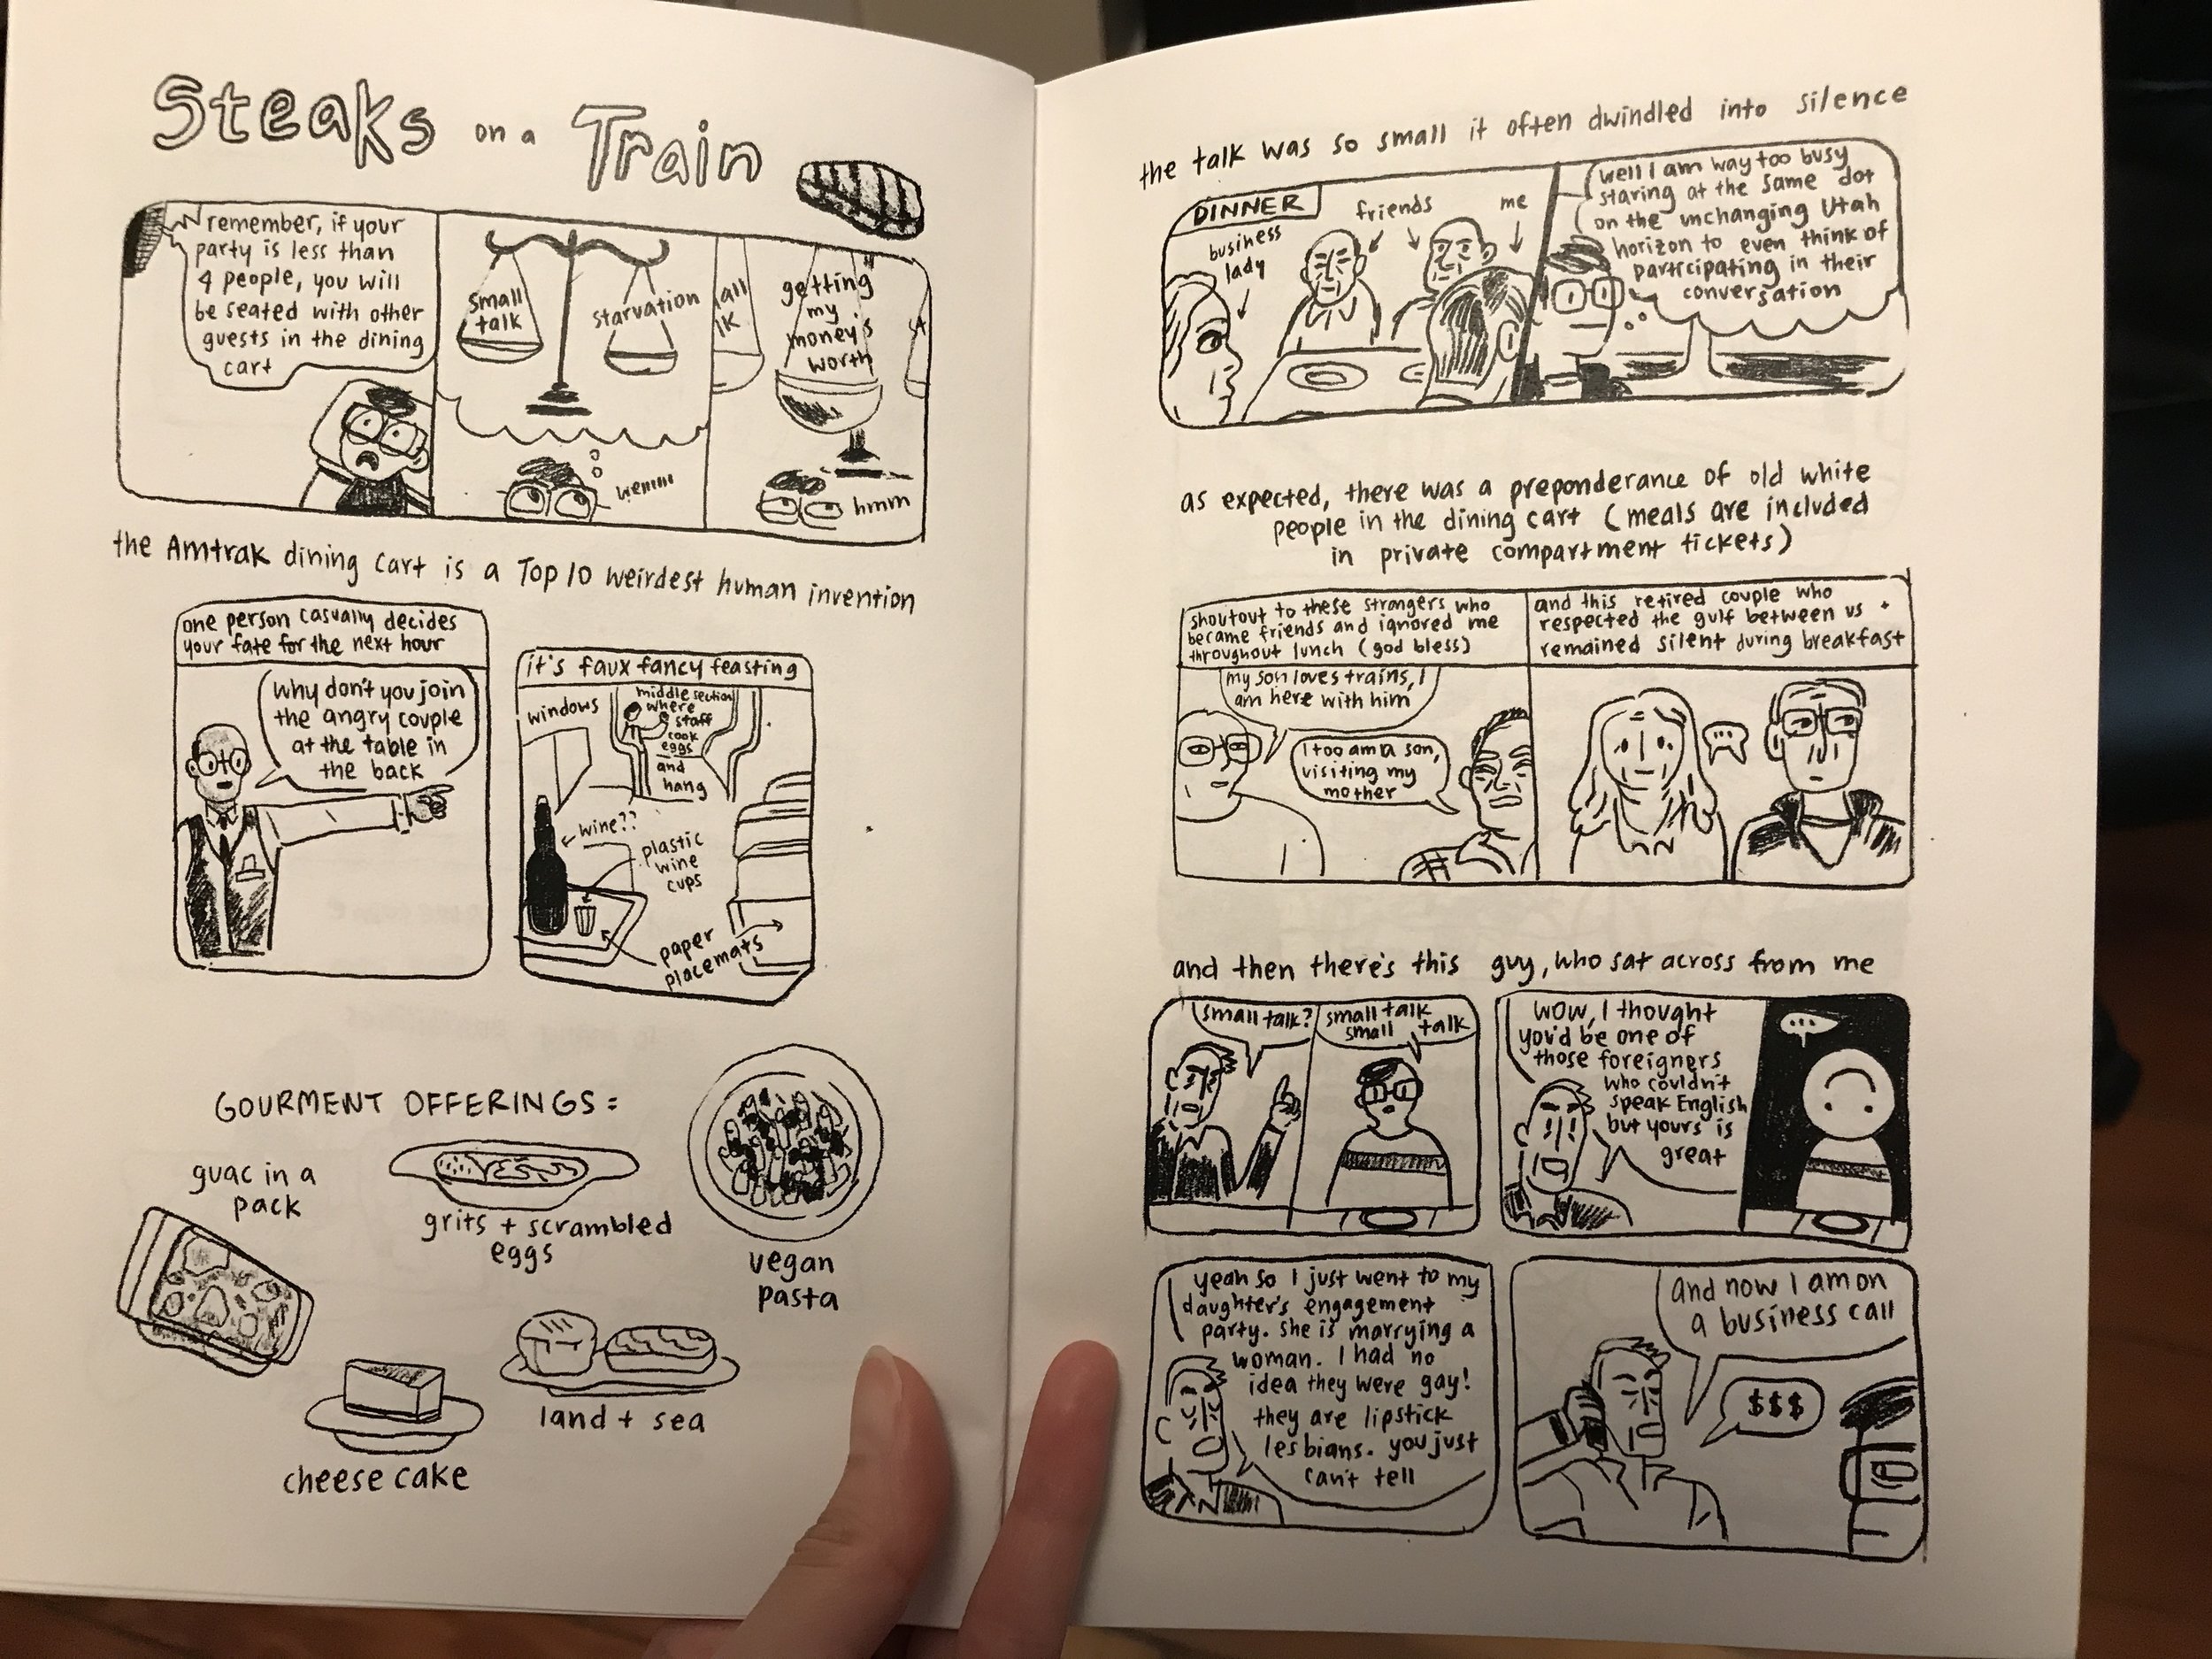 Steaks on a Train
remember, if your
party is less than
4 people, you will
be seated with other
guests in the dining
cart
small
talk
starvation
hmmm
all
lk
getting
my
money's
worth
st
hmm
the Amtrak dining cart is a Top 10 weirdest human invention
one person casually decides
your fate for the next hour
why don't you join
the angry couple
at the table in
the back
it's faux fancy feasting
windows
middle section
where
staff
cook
eggs
and
hang
wine??
plastic
wine
cups
paper
placemats
GOURMENT OFFERINGS:
guac in a
pack
grits + scrambled
eggs
vegan
pasta
cheese cake
land + sea
the talk was so small it often dwindled into silence
DINNER
business
lady
friends
me
well I am way too busy
staring at the same dot
on the unchanging Utah
horizon to even think of
participating in their
conversation
as expected, there was a preponderance of old white
people in the dining cart (meals are included
in private compartment tickets)
shoutout to these strangers who
became friends and ignored me
throughout lunch (god bless)
my son loves trains, I
am here with him
I too am a son,
visiting my
mother
and this retired couple who
respected the gulf between us +
remained silent during breakfast
...
and then there's this guy, who sat across from me
small talk?
small talk
small talk
wow, I thought
you'd be one of
those foreigners
who couldn't
speak English
but yours is
great
...
yeah so I just went to my
daughter's engagement
party. she is marrying a
woman. I had no
idea they were gay!
they are lipstick
lesbians. you just
can't tell
and now I am on
a business call
$$$